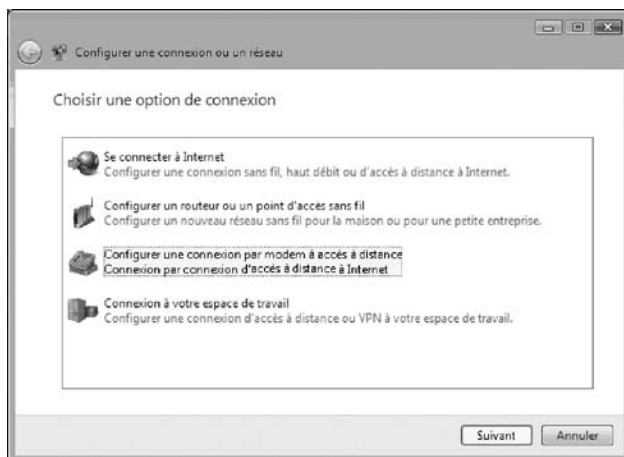 Configurer une connexion ou un réseau
Choisir une option de connexion
Se connecter à Internet
Configurer une connexion sans fil, haut débit ou d'accès à distance à Internet.
Configurer un routeur ou un point d'accès sans fil
Configurer un nouveau réseau sans fil pour la maison ou pour une petite entreprise.
Configurer une connexion par modem à accès à distance
Connexion par connexion d'accès à distance à Internet
Connexion à votre espace de travail
Configurer une connexion d'accès à distance ou VPN à votre espace de travail.
Suivant
Annuler